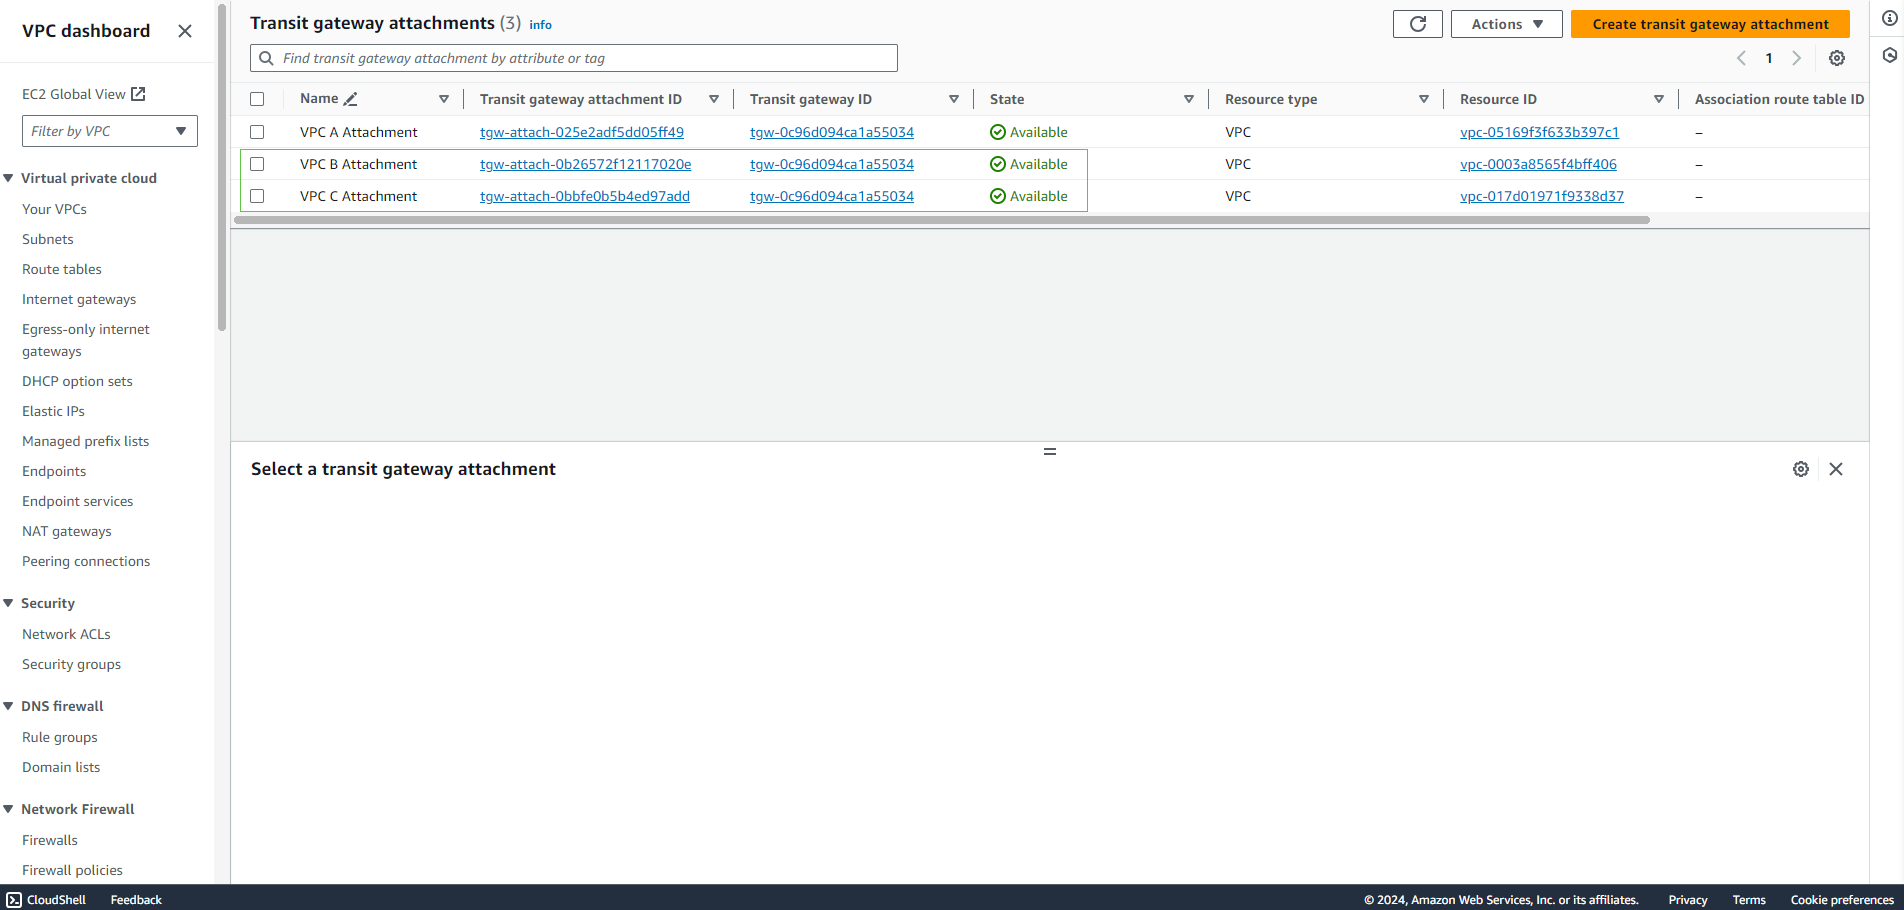 VPC dashboard
EC2 Global View
Filter by VPC
Virtual private cloud
Your VPCs
Subnets
Route tables
Internet gateways
Egress-only internet
gateways
DHCP option sets
Elastic IPs
Managed prefix lists
Endpoints
Endpoint services
NAT gateways
Peering connections
Security
Network ACLs
Security groups
DNS firewall
Rule groups
Domain lists
Network Firewall
Firewalls
Firewall policies
Transit gateway attachments (3) info
Actions
Create transit gateway attachment
Find transit gateway attachment by attribute or tag
1
Name Transit gateway attachment ID Transit gateway ID State Resource type Resource ID Association route table ID
VPC A Attachment tgw-attach-025e2adf5dd05ff49 tgw-0c96d094ca1a55034 Available VPC vpc-05169f3f633b397c1 –
VPC B Attachment tgw-attach-0b26572f12117020e tgw-0c96d094ca1a55034 Available VPC vpc-0003a8565f4bff406 –
VPC C Attachment tgw-attach-0bbfe0b5b4ed97add tgw-0c96d094ca1a55034 Available VPC vpc-017d01971f9338d37 –
Select a transit gateway attachment
CloudShell Feedback © 2024, Amazon Web Services, Inc. or its affiliates. Privacy Terms Cookie preferences